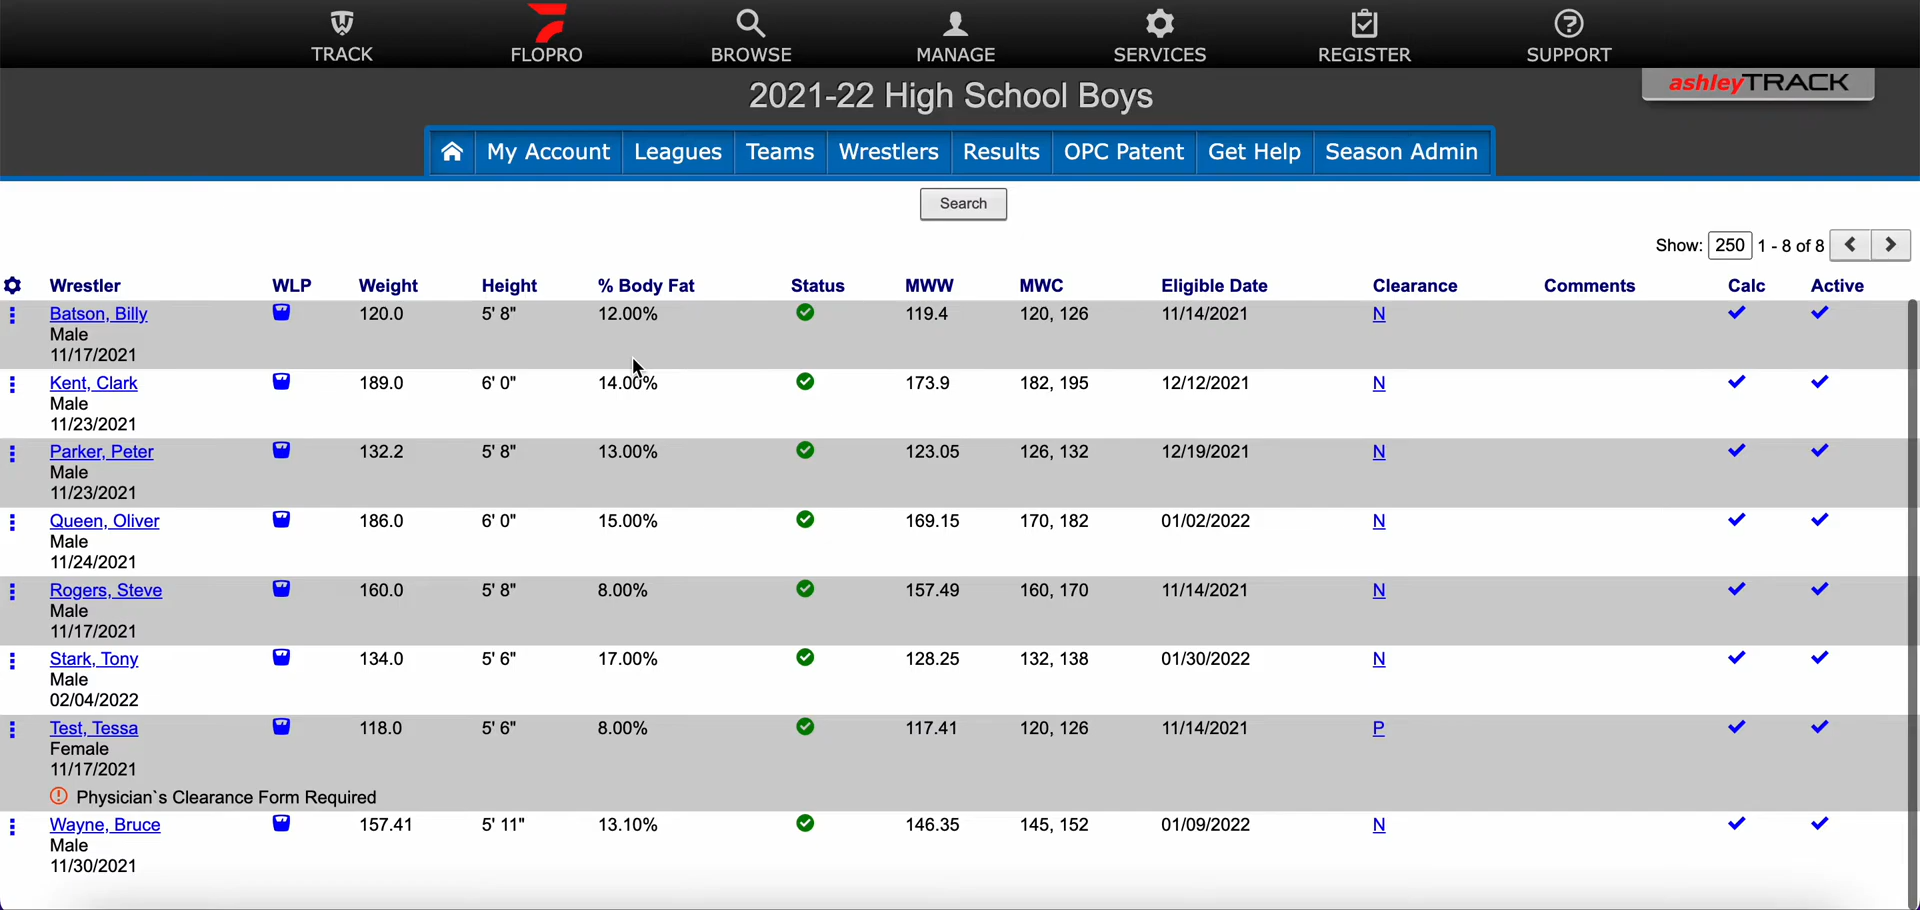 TRACK FLOPRO BROWSE MANAGE SERVICES REGISTER SUPPORT
2021-22 High School Boys
ashleyTRACK
My Account Leagues Teams Wrestlers Results OPC Patent Get Help Season Admin
Search
Show: 250 1 - 8 of 8
Wrestler WLP Weight Height % Body Fat Status MWW MWC Eligible Date Clearance Comments Calc Active
Batson, Billy 120.0 5' 8" 12.00% 119.4 120, 126 11/14/2021 N
Male
11/17/2021
Kent, Clark 189.0 6' 0" 14.00% 173.9 182, 195 12/12/2021 N
Male
11/23/2021
Parker, Peter 132.2 5' 8" 13.00% 123.05 126, 132 12/19/2021 N
Male
11/23/2021
Queen, Oliver 186.0 6' 0" 15.00% 169.15 170, 182 01/02/2022 N
Male
11/24/2021
Rogers, Steve 160.0 5' 8" 8.00% 157.49 160, 170 11/14/2021 N
Male
11/17/2021
Stark, Tony 134.0 5' 6" 17.00% 128.25 132, 138 01/30/2022 N
Male
02/04/2022
Test, Tessa 118.0 5' 6" 8.00% 117.41 120, 126 11/14/2021 P
Female
11/17/2021
Physician`s Clearance Form Required
Wayne, Bruce 157.41 5' 11" 13.10% 146.35 145, 152 01/09/2022 N
Male
11/30/2021